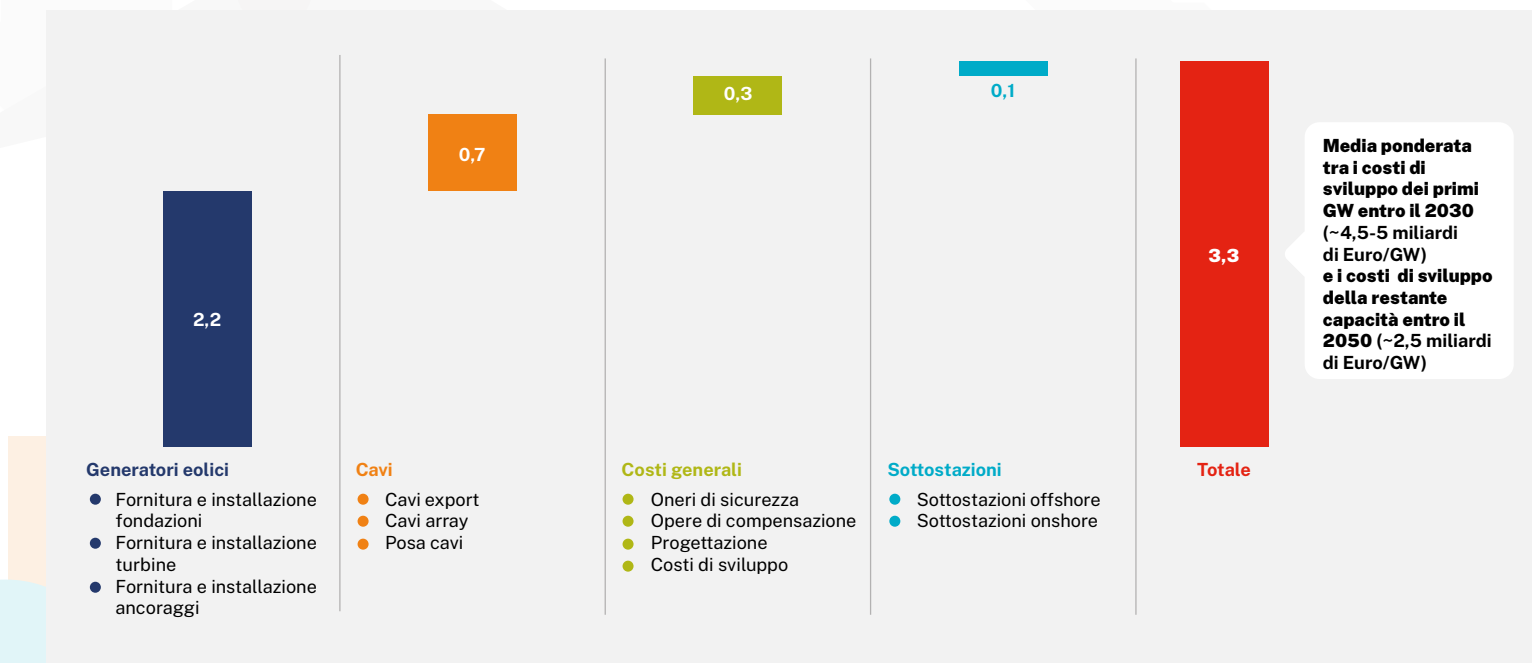 2,2
0,7
0,3
0,1
3,3
Media ponderata
tra i costi di
sviluppo dei primi
GW entro il 2030
(~4,5-5 miliardi
di Euro/GW)
e i costi di sviluppo
della restante
capacità entro il
2050 (~2,5 miliardi
di Euro/GW)
Generatori eolici
Fornitura e installazione
fondazioni
Fornitura e installazione
turbine
Fornitura e installazione
ancoraggi
Cavi
Cavi export
Cavi array
Posa cavi
Costi generali
Oneri di sicurezza
Opere di compensazione
Progettazione
Costi di sviluppo
Sottostazioni
Sottostazioni offshore
Sottostazioni onshore
Totale